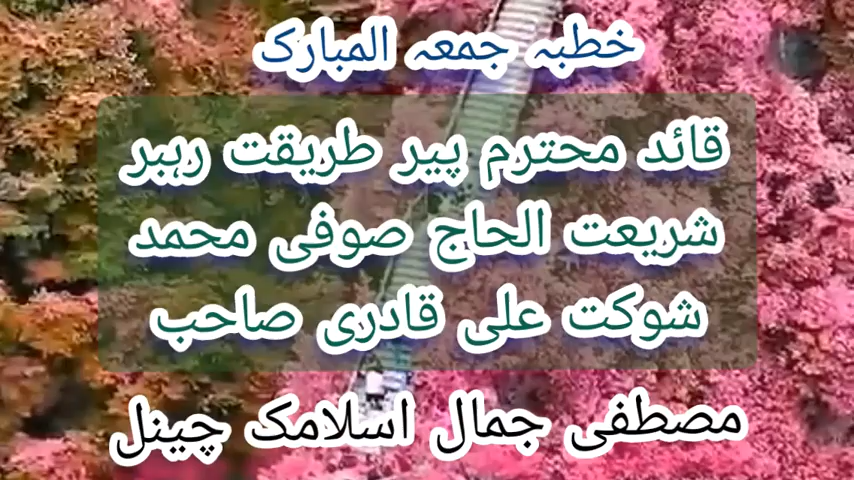 خطبہ جمعہ المبارک
قائد محترم پیر طریقت رہبر
شریعت الحاج صوفی محمد
شوکت علی قادری صاحب
مصطفی جمال اسلامک چینل